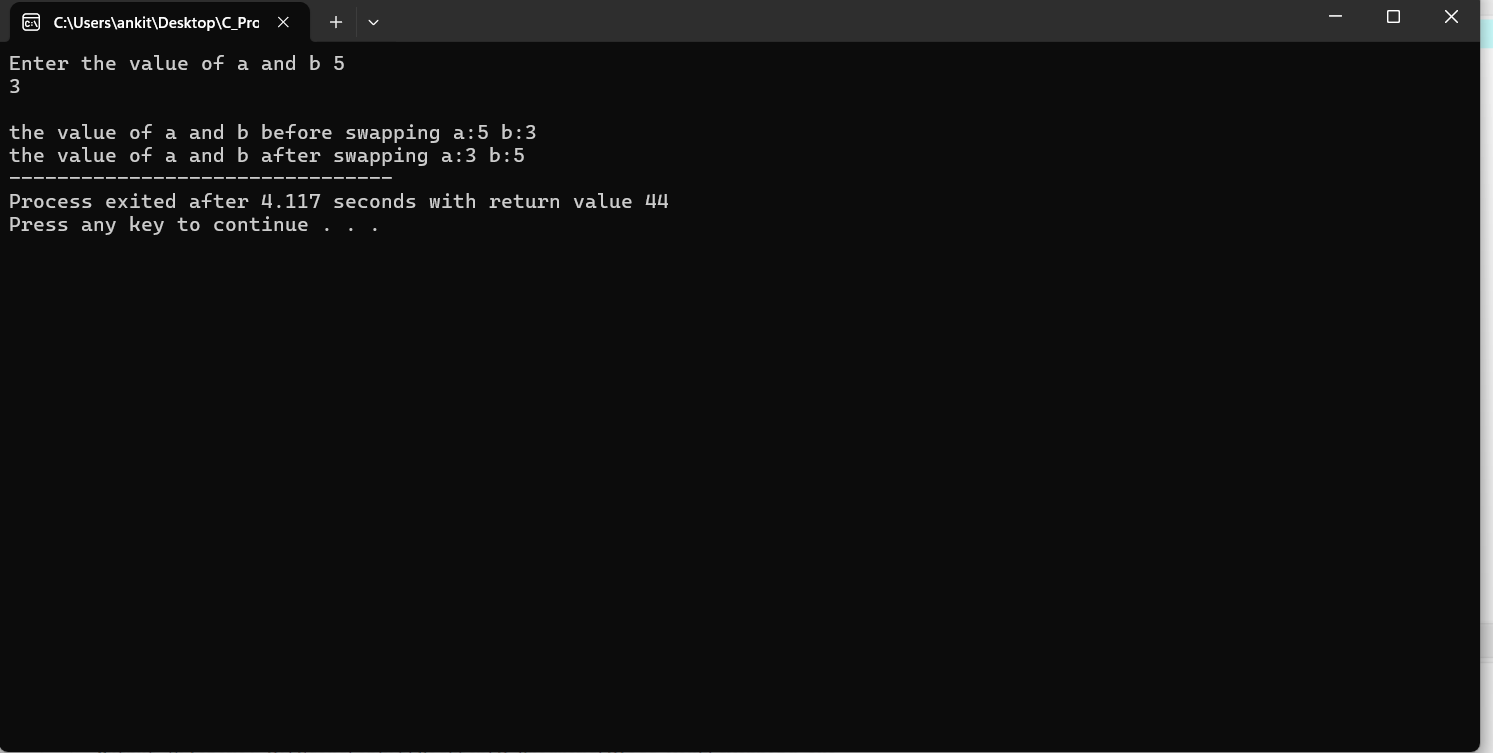 C:\Users\ankit\Desktop\C_Pro
Enter the value of a and b 5
3
the value of a and b before swapping a:5 b:3
the value of a and b after swapping a:3 b:5
--------------------------------
Process exited after 4.117 seconds with return value 44
Press any key to continue . . .